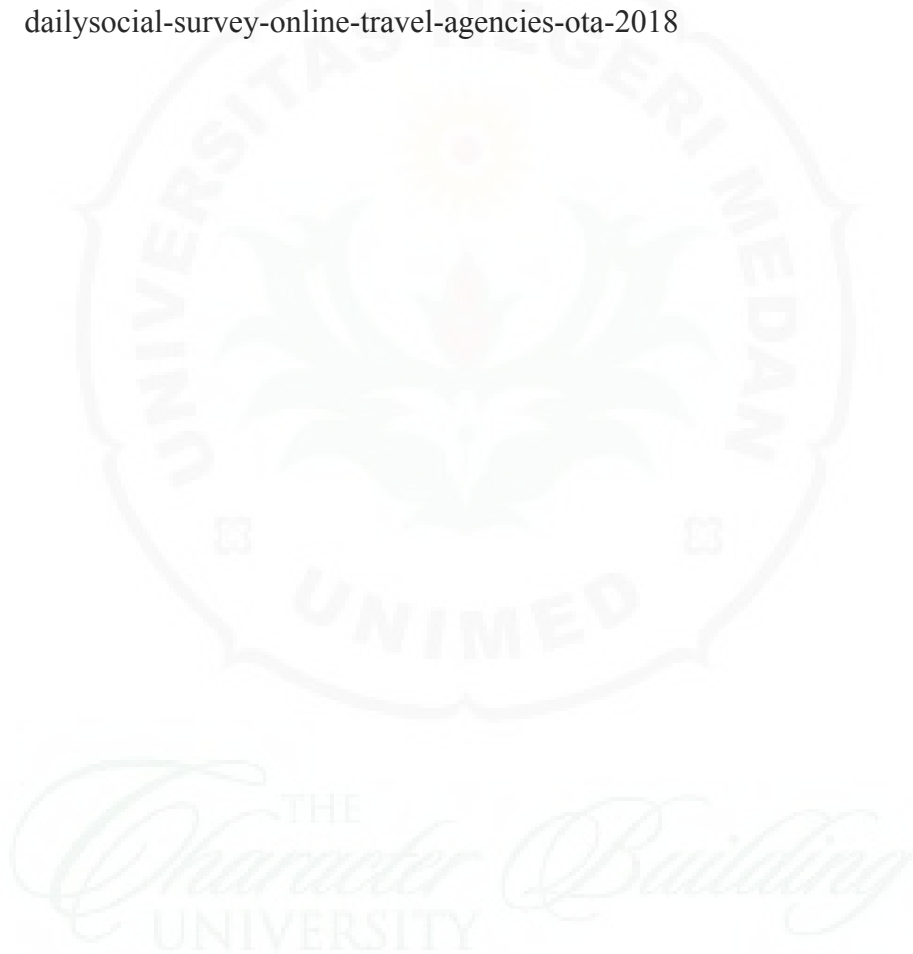 dailysocial-survey-online-travel-agencies-ota-2018
UNIVERSITAS NEGERI MEDAN
UNIMED
THE
Character Building
UNIVERSITY